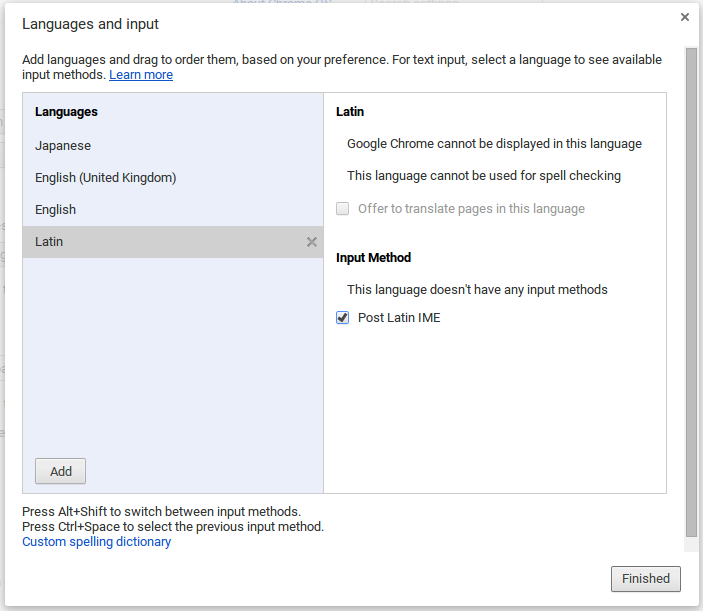 Languages and input
Add languages and drag to order them, based on your preference. For text input, select a language to see available
input methods. Learn more
Languages
Japanese
English (United Kingdom)
English
Latin
Add
Latin
Google Chrome cannot be displayed in this language
This language cannot be used for spell checking
Offer to translate pages in this language
Input Method
This language doesn't have any input methods
Post Latin IME
Press Alt+Shift to switch between input methods.
Press Ctrl+Space to select the previous input method.
Custom spelling dictionary
Finished